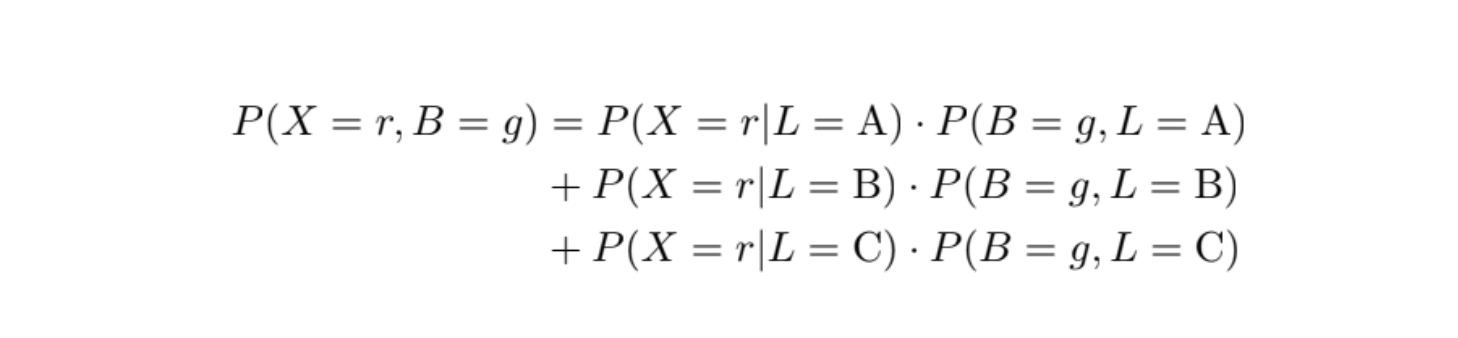 P(X = r, B = g) = P(X = r|L = A) · P(B = g, L = A)
+ P(X = r|L = B) · P(B = g, L = B)
+ P(X = r|L = C) · P(B = g, L = C)